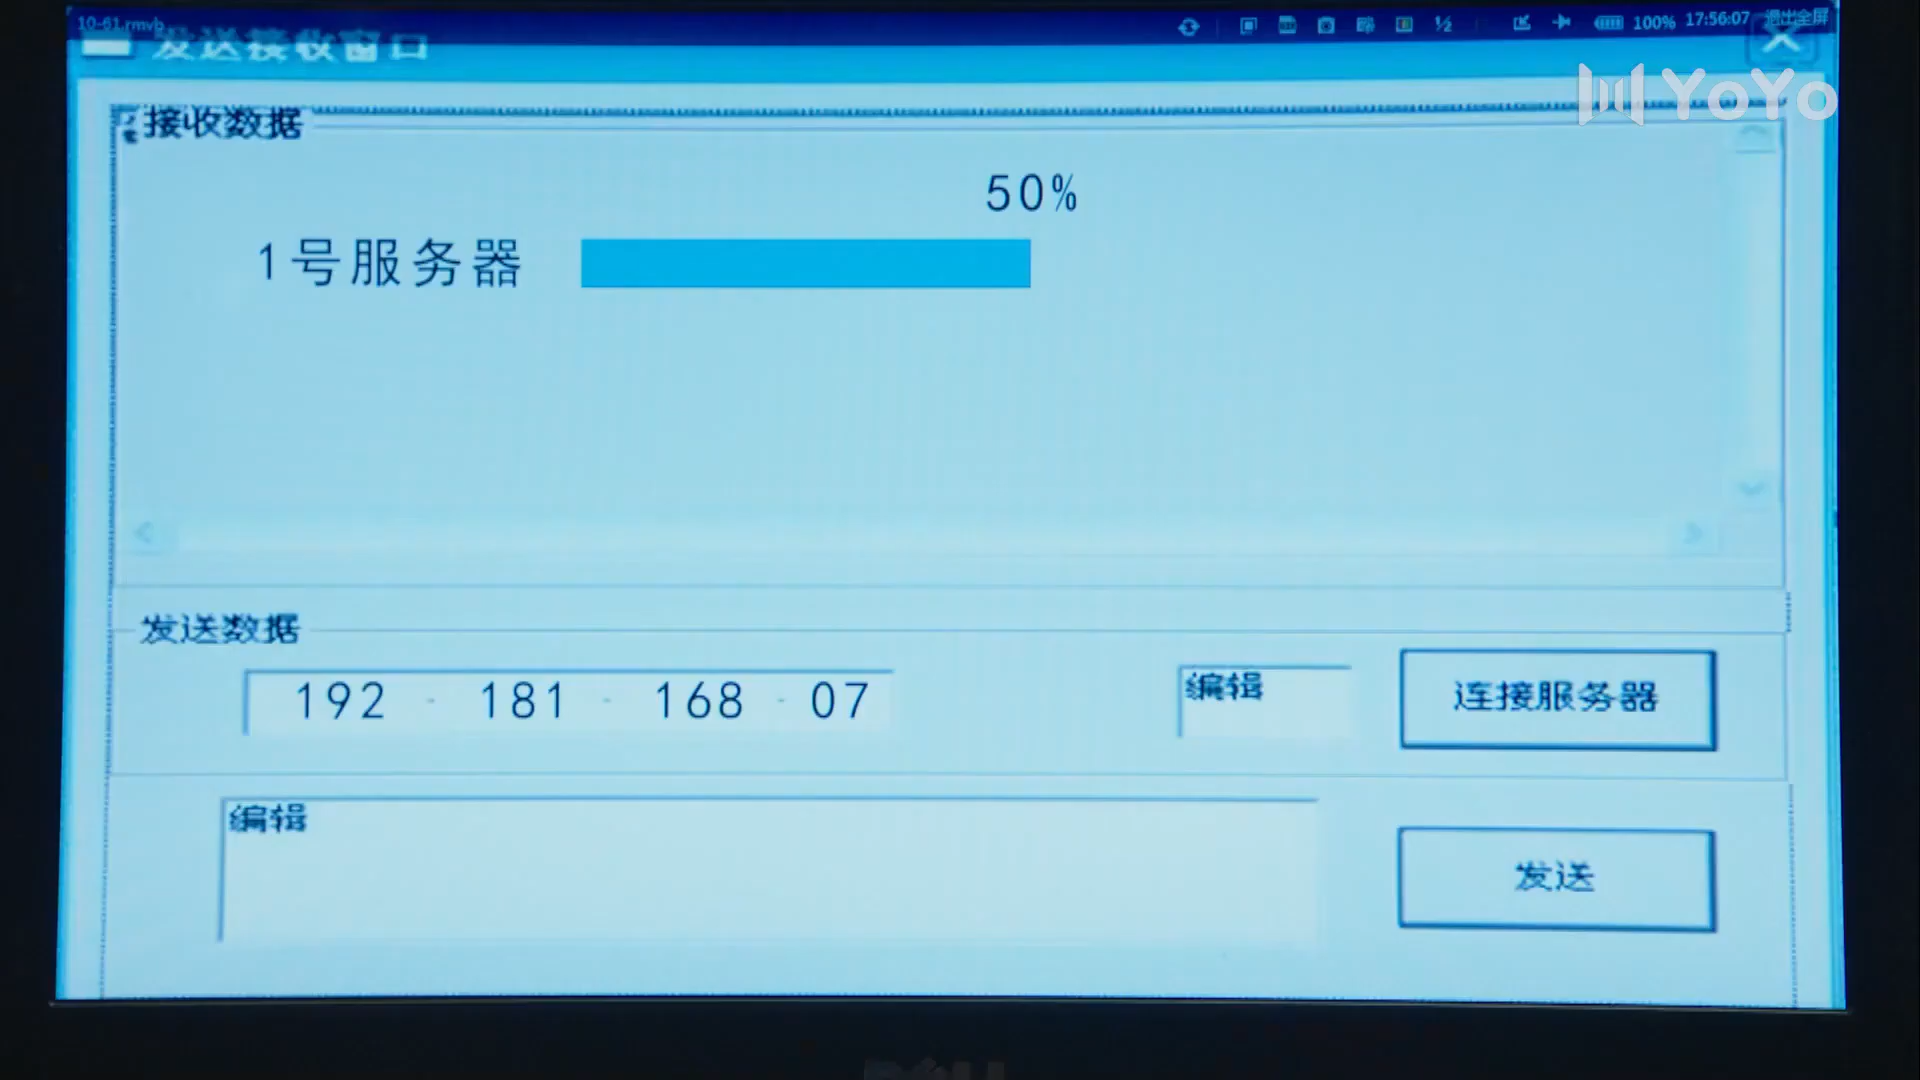 10-61.rmvb
100% 17:56:07 退出全屏
发送接收窗口
YoYo
接收数据
50%
1号服务器
发送数据
192 · 181 · 168 · 07
编辑
连接服务器
编辑
发送